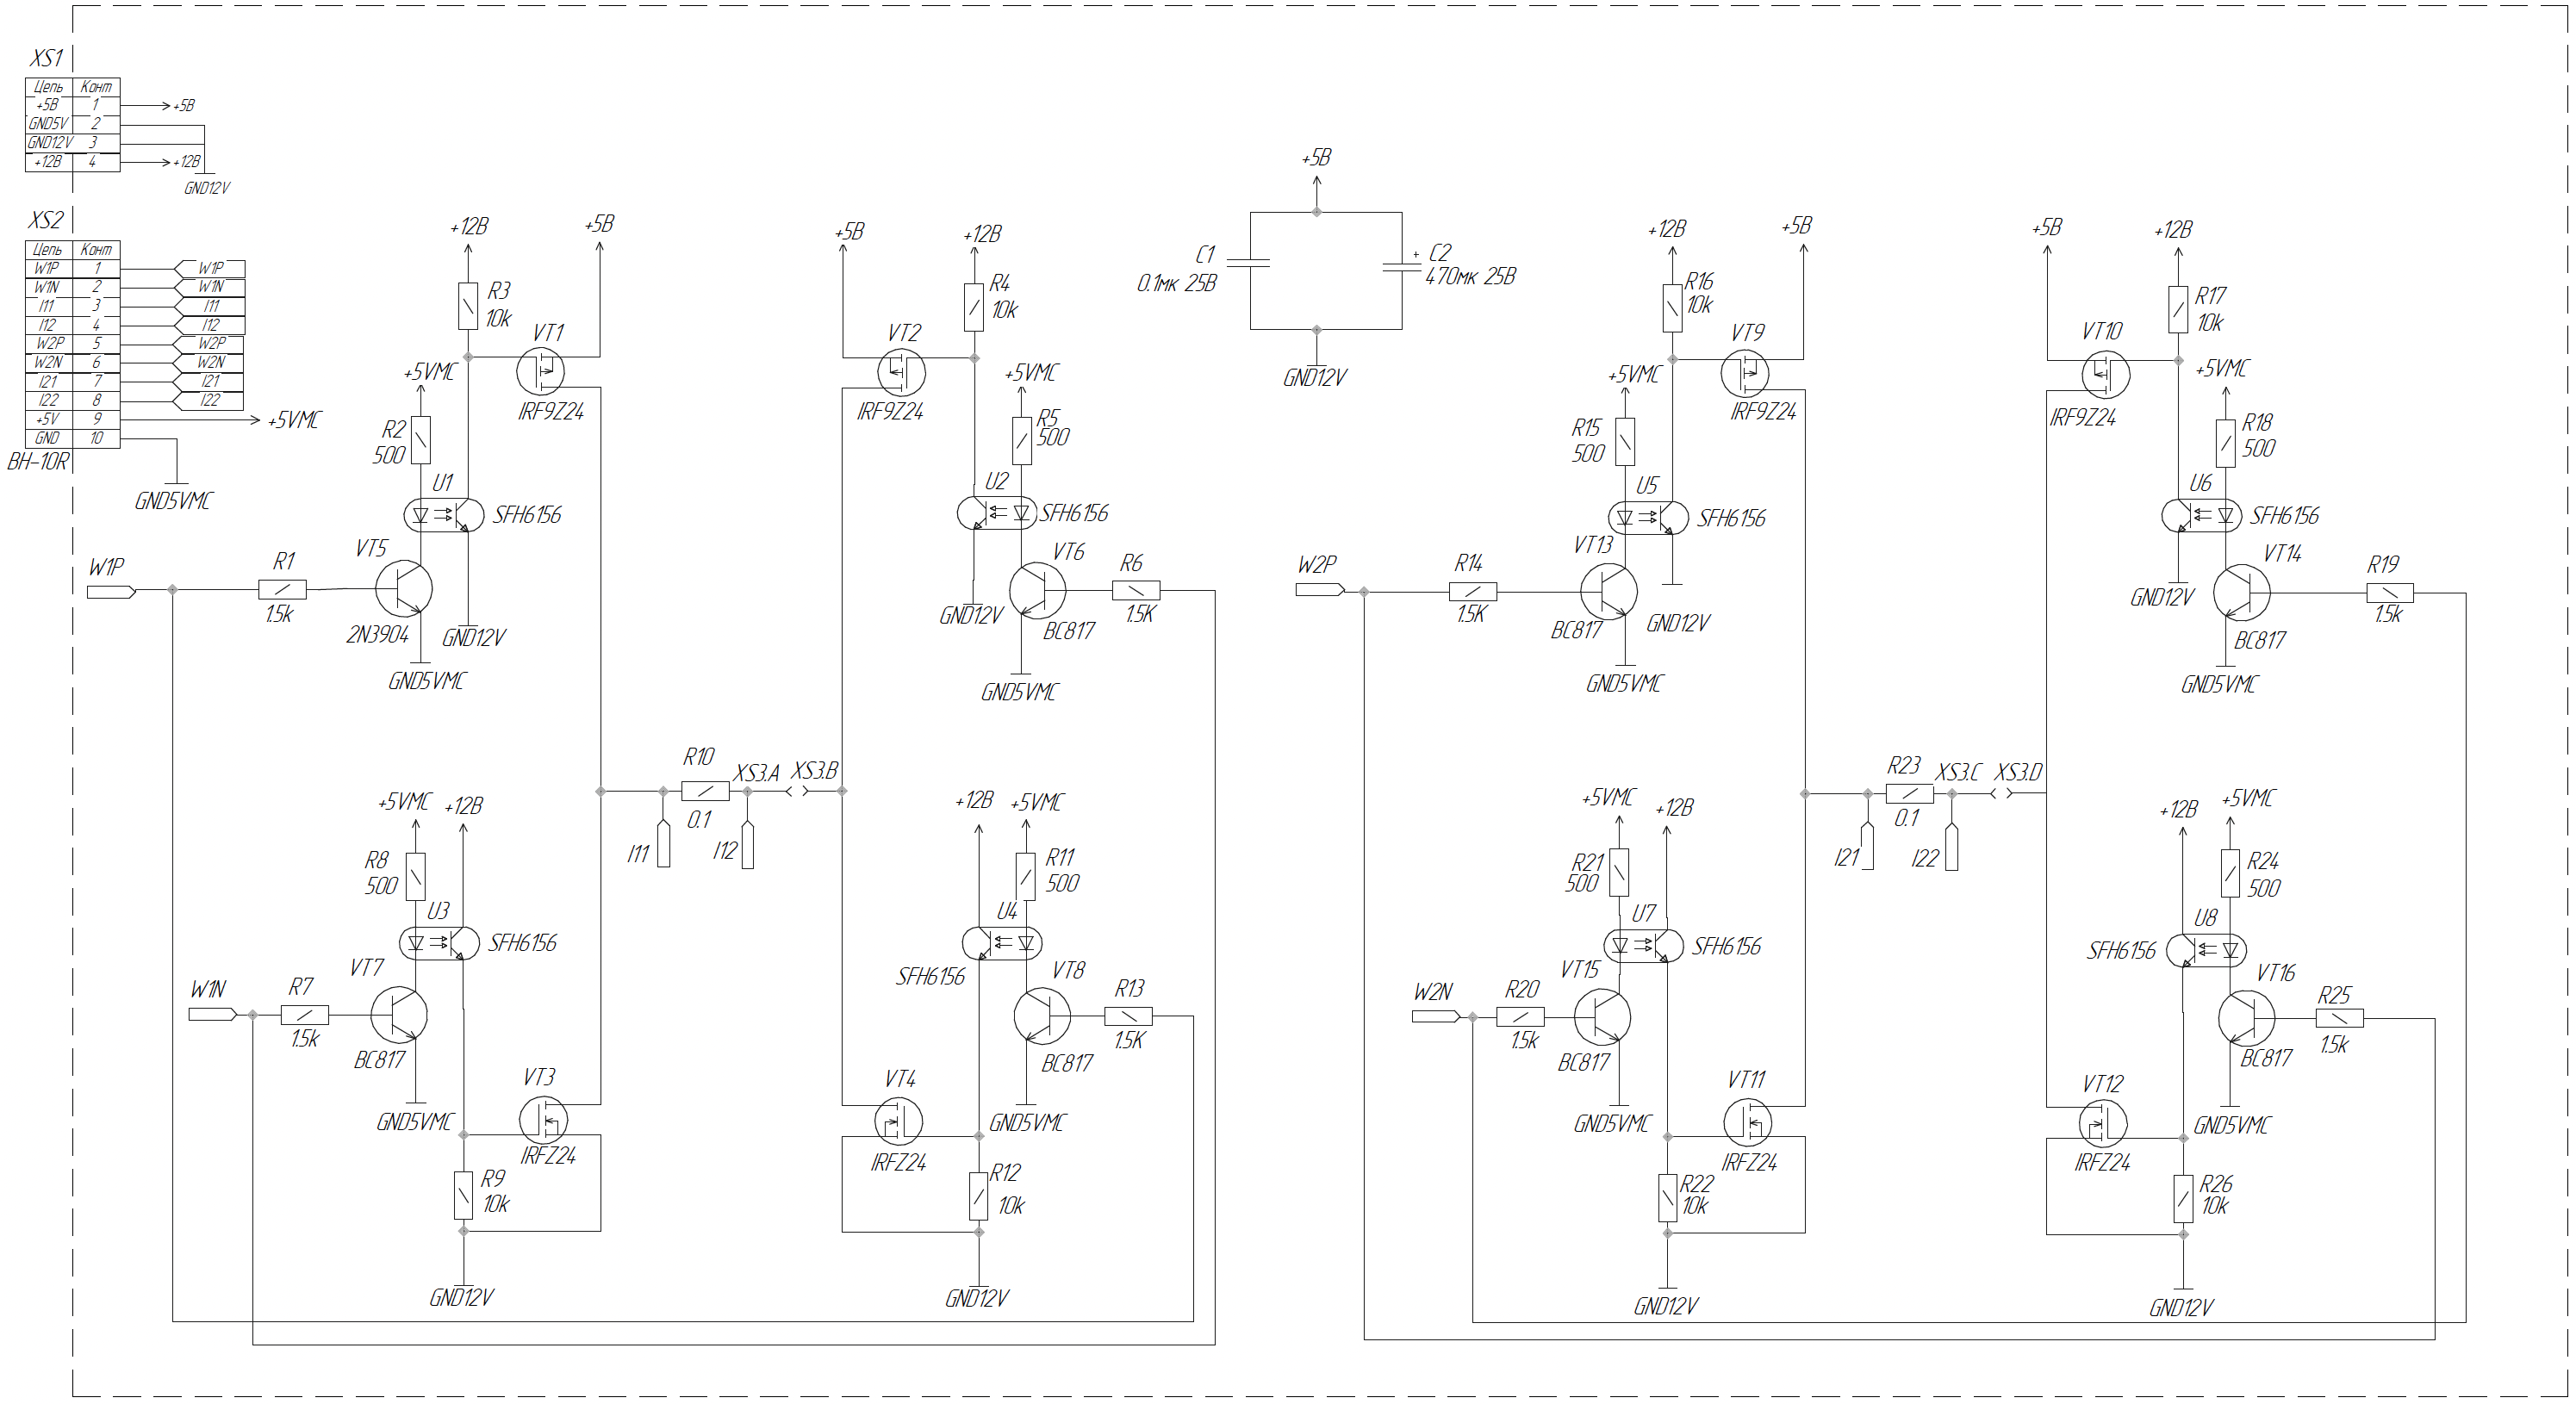 XS1
Цепь Конт
+5В 1 +5В
GND5V 2
GND12V 3
+12В 4 +12В
GND12V
XS2
Цепь Конт
W1P 1 W1P
W1N 2 W1N
I11 3 I11
I12 4 I12
W2P 5 W2P
W2N 6 W2N
I21 7 I21
I22 8 I22
+5V 9 +5VMC
GND 10
BH-10R
GND5VMC
+12В
+5В
R3
10k
VT1
IRF9Z24
+5VMC
R2
500
U1
SFH6156
VT5
2N3904
W1P
R1
1.5k
GND12V
GND5VMC
+5В
+12В
R4
10k
VT2
IRF9Z24
+5VMC
R5
500
U2
SFH6156
VT6
BC817
R6
1.5K
GND12V
GND5VMC
R10
0.1
XS3.A
XS3.B
I11
I12
+5VMC
+12В
R8
500
U3
SFH6156
VT7
BC817
W1N
R7
1.5k
GND5VMC
VT3
IRFZ24
R9
10k
GND12V
+12В
+5VMC
R11
500
U4
SFH6156
VT8
BC817
R13
1.5K
GND5VMC
VT4
IRFZ24
R12
10k
GND12V
+5В
C1
0.1мк 25В
+ C2
470мк 25В
GND12V
+12В
+5В
R16
10k
VT9
IRF9Z24
+5VMC
R15
500
U5
SFH6156
VT13
BC817
W2P
R14
1.5K
GND12V
GND5VMC
+5В
+12В
R17
10k
VT10
IRF9Z24
+5VMC
R18
500
U6
SFH6156
VT14
BC817
R19
1.5k
GND12V
GND5VMC
R23
0.1
XS3.C
XS3.D
I21
I22
+5VMC
+12В
R21
500
U7
SFH6156
VT15
BC817
W2N
R20
1.5k
GND5VMC
VT11
IRFZ24
R22
10k
GND12V
+12В
+5VMC
R24
500
U8
SFH6156
VT16
BC817
R25
1.5k
GND5VMC
VT12
IRFZ24
R26
10k
GND12V